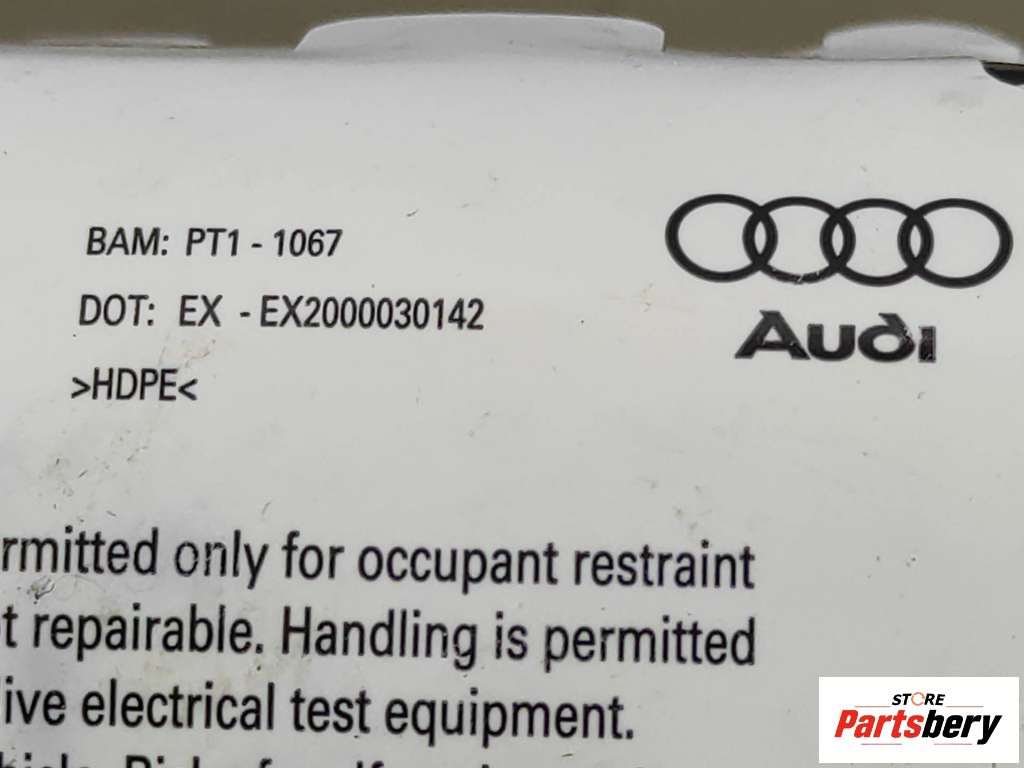 BAM: PT1 - 1067
DOT: EX - EX2000030142
>HDPE<
Audi
rmitted only for occupant restraint
t repairable. Handling is permitted
ive electrical test equipment.
STORE
Partsbery